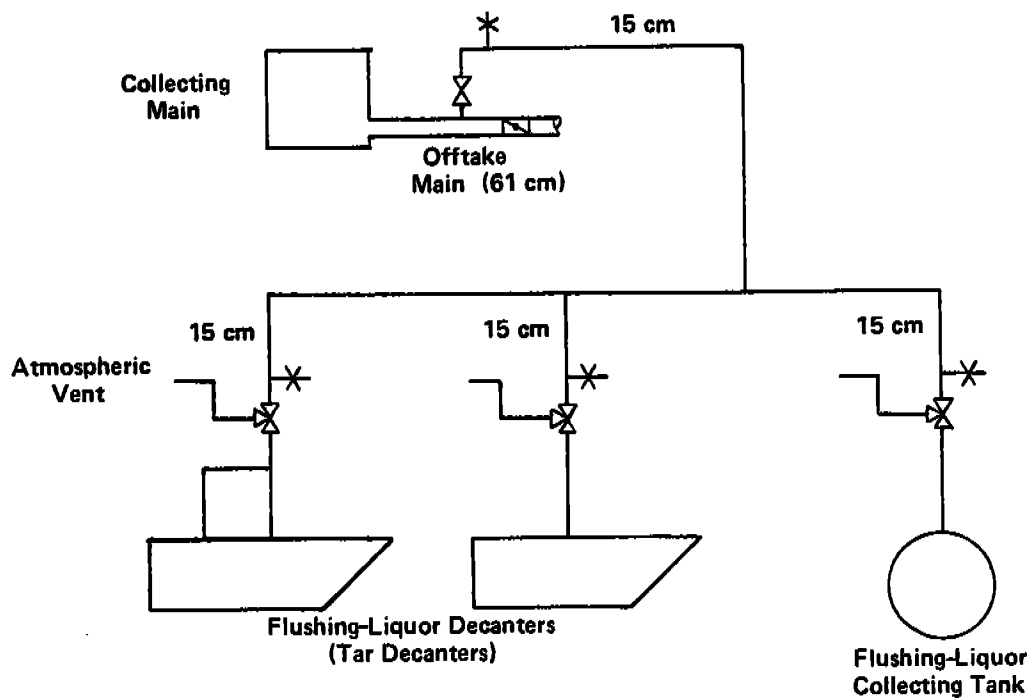 15 cm
Collecting
Main
Offtake
Main (61 cm)
15 cm
15 cm
15 cm
Atmospheric
Vent
Flushing-Liquor Decanters
(Tar Decanters)
Flushing-Liquor
Collecting Tank